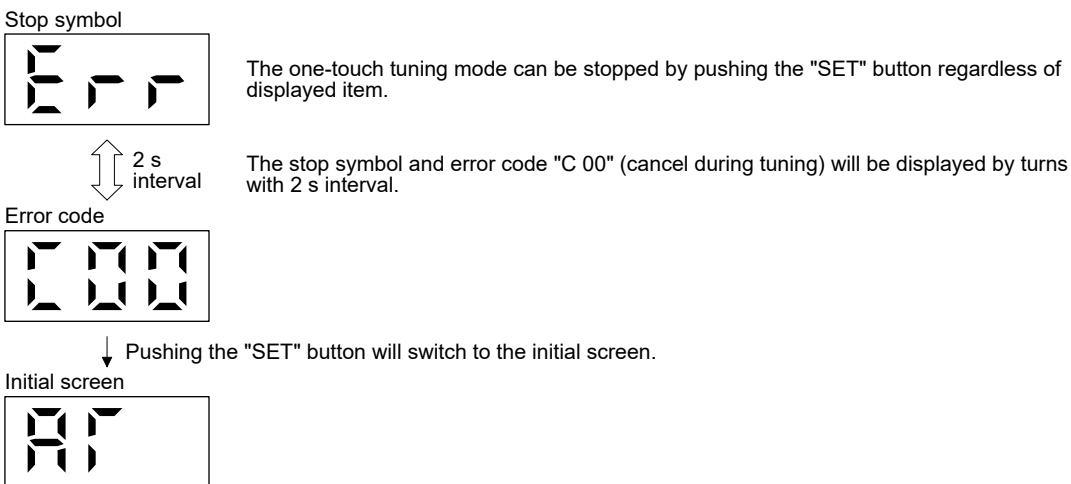 Stop symbol
Err
The one-touch tuning mode can be stopped by pushing the "SET" button regardless of
displayed item.
2 s
interval
The stop symbol and error code "C 00" (cancel during tuning) will be displayed by turns
with 2 s interval.
Error code
C00
Pushing the "SET" button will switch to the initial screen.
Initial screen
AΓ